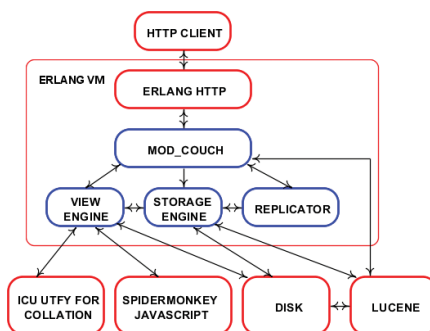 HTTP CLIENT
ERLANG VM
ERLANG HTTP
MOD_COUCH
VIEW
ENGINE
STORAGE
ENGINE
REPLICATOR
ICU UTFY FOR
COLLATION
SPIDERMONKEY
JAVASCRIPT
DISK
LUCENE